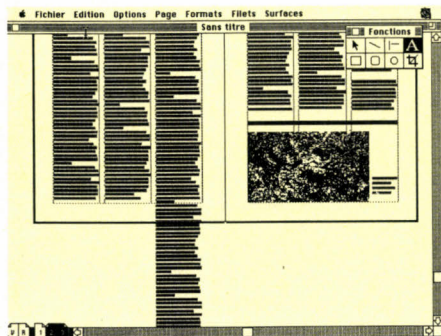 Fichier Edition Options Page Formats Filets Surfaces
Sans titre
Fonctions
A